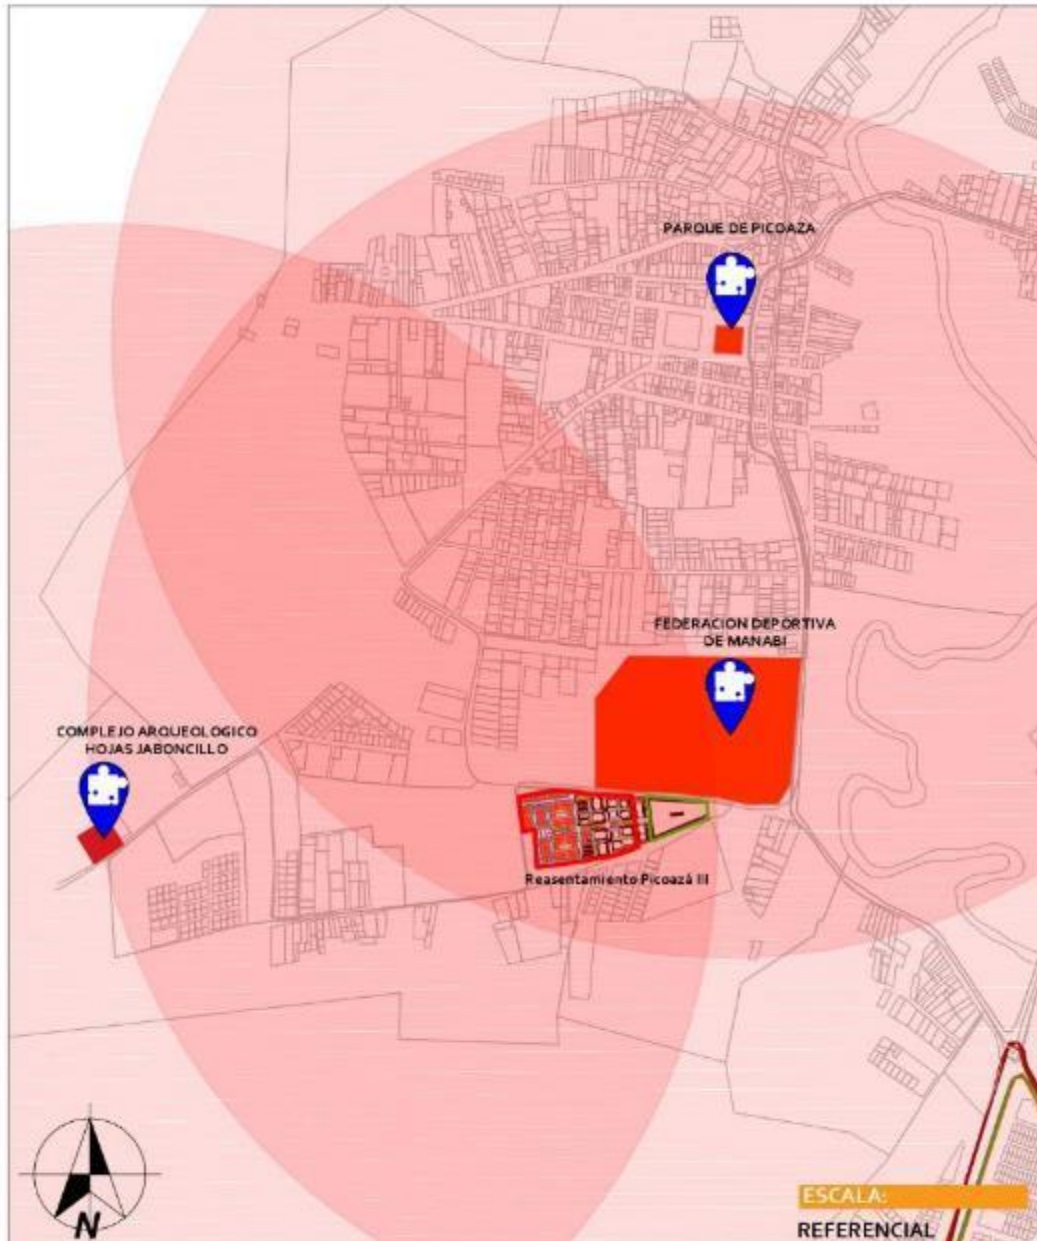 PARQUE DE PICOAZA
FEDERACION DEPORTIVA
DE MANABI
COMPLEJO ARQUEOLOGICO
HOJAS JABONCILLO
Reasentamiento Picoazá III
N
ESCALA:
REFERENCIAL